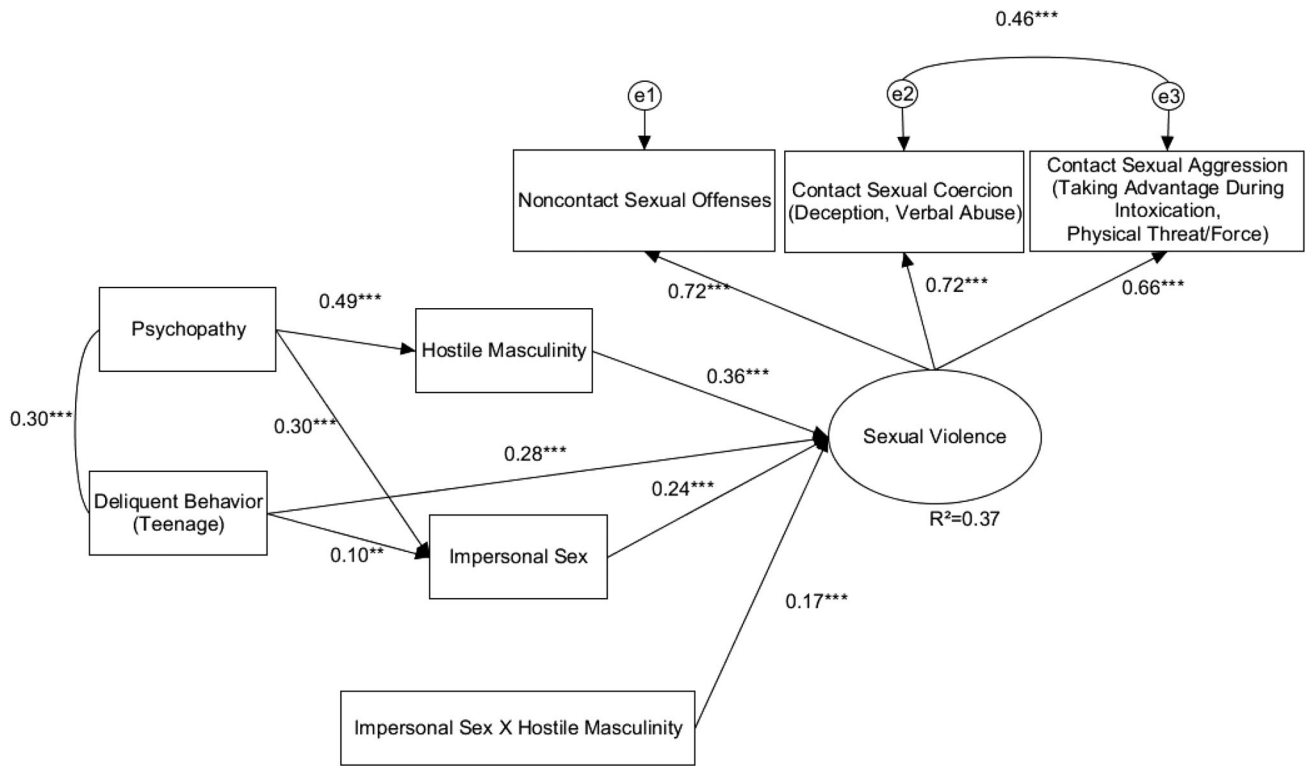 0.46***
e1
e2
e3
Noncontact Sexual Offenses
Contact Sexual Coercion
(Deception, Verbal Abuse)
Contact Sexual Aggression
(Taking Advantage During
Intoxication,
Physical Threat/Force)
0.72***
0.72***
0.66***
Psychopathy
0.49***
Hostile Masculinity
0.36***
0.30***
0.30***
Sexual Violence
0.28***
Deliquent Behavior
(Teenage)
0.24***
R²=0.37
0.10**
Impersonal Sex
0.17***
Impersonal Sex X Hostile Masculinity